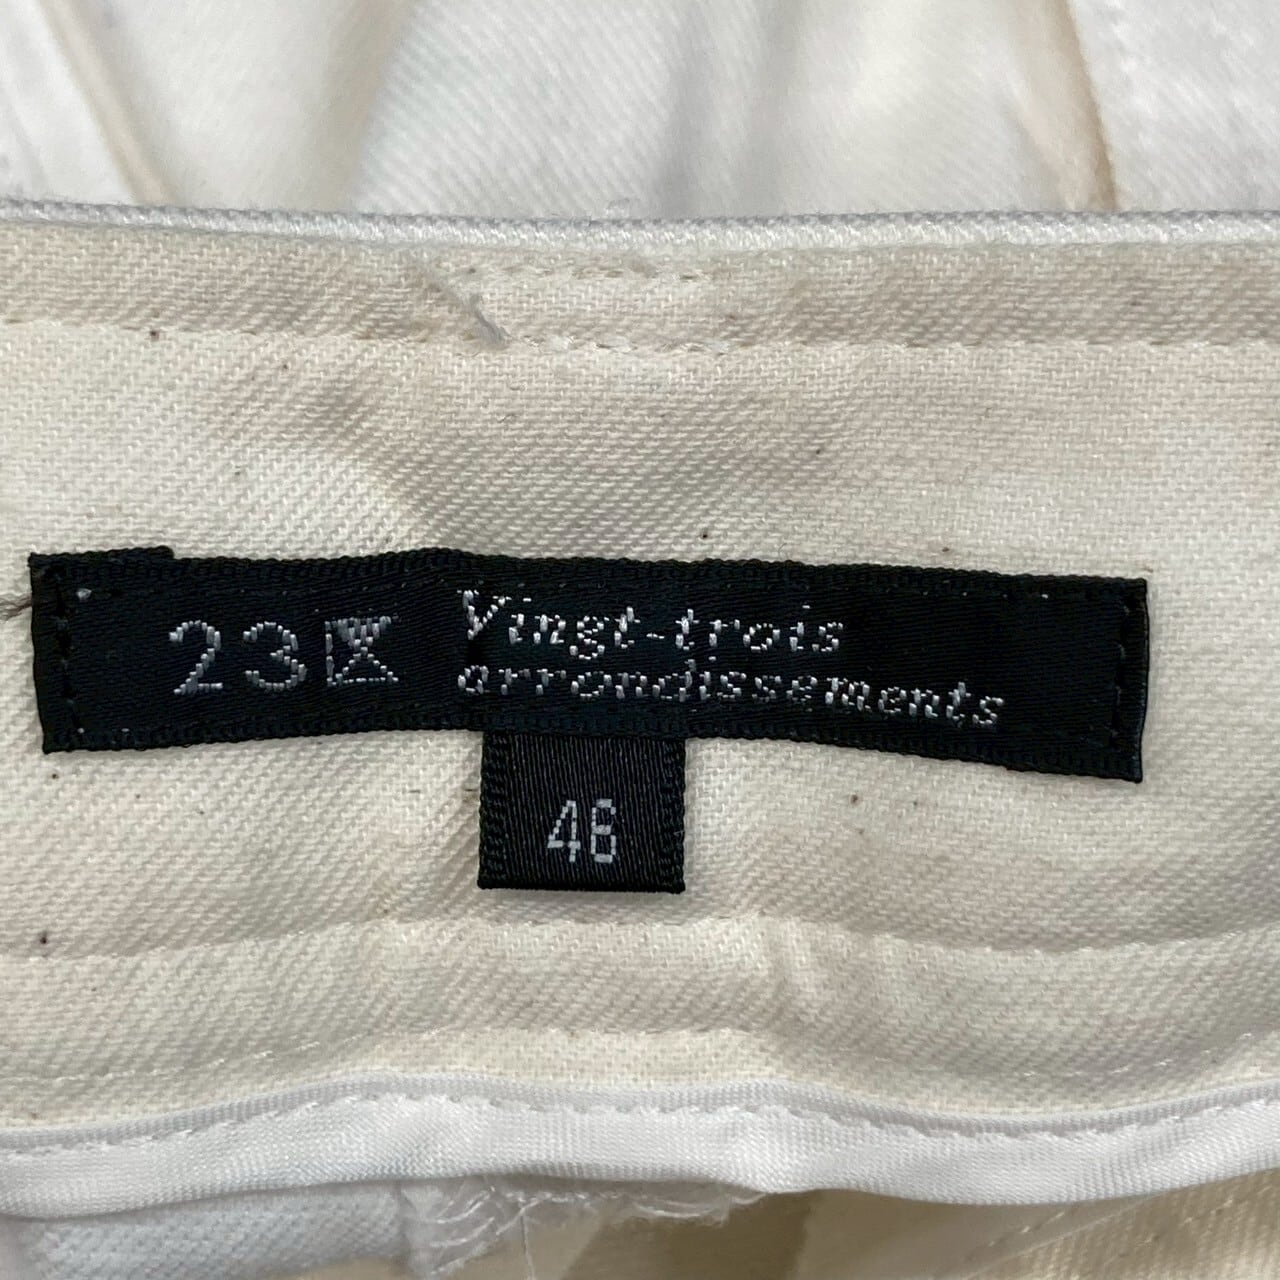 23区 Vingt-trois
arrondissements
46